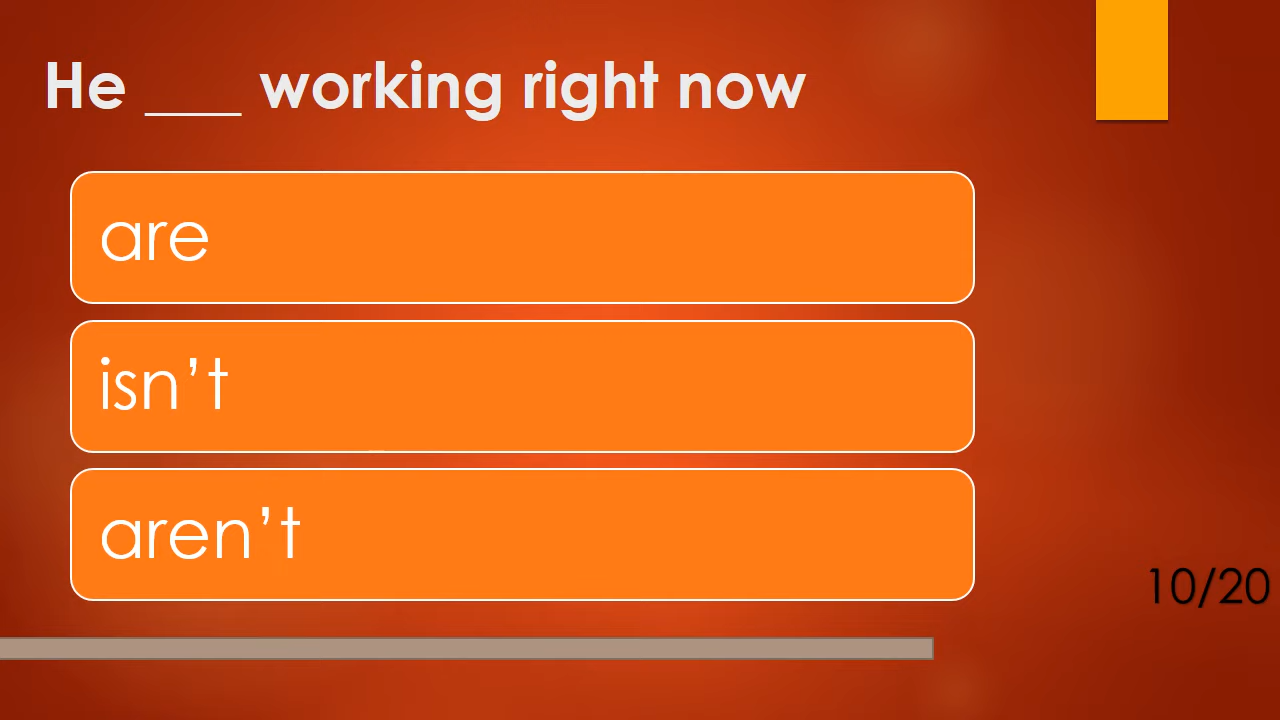 He ___ working right now
are
isn’t
aren’t
10/20